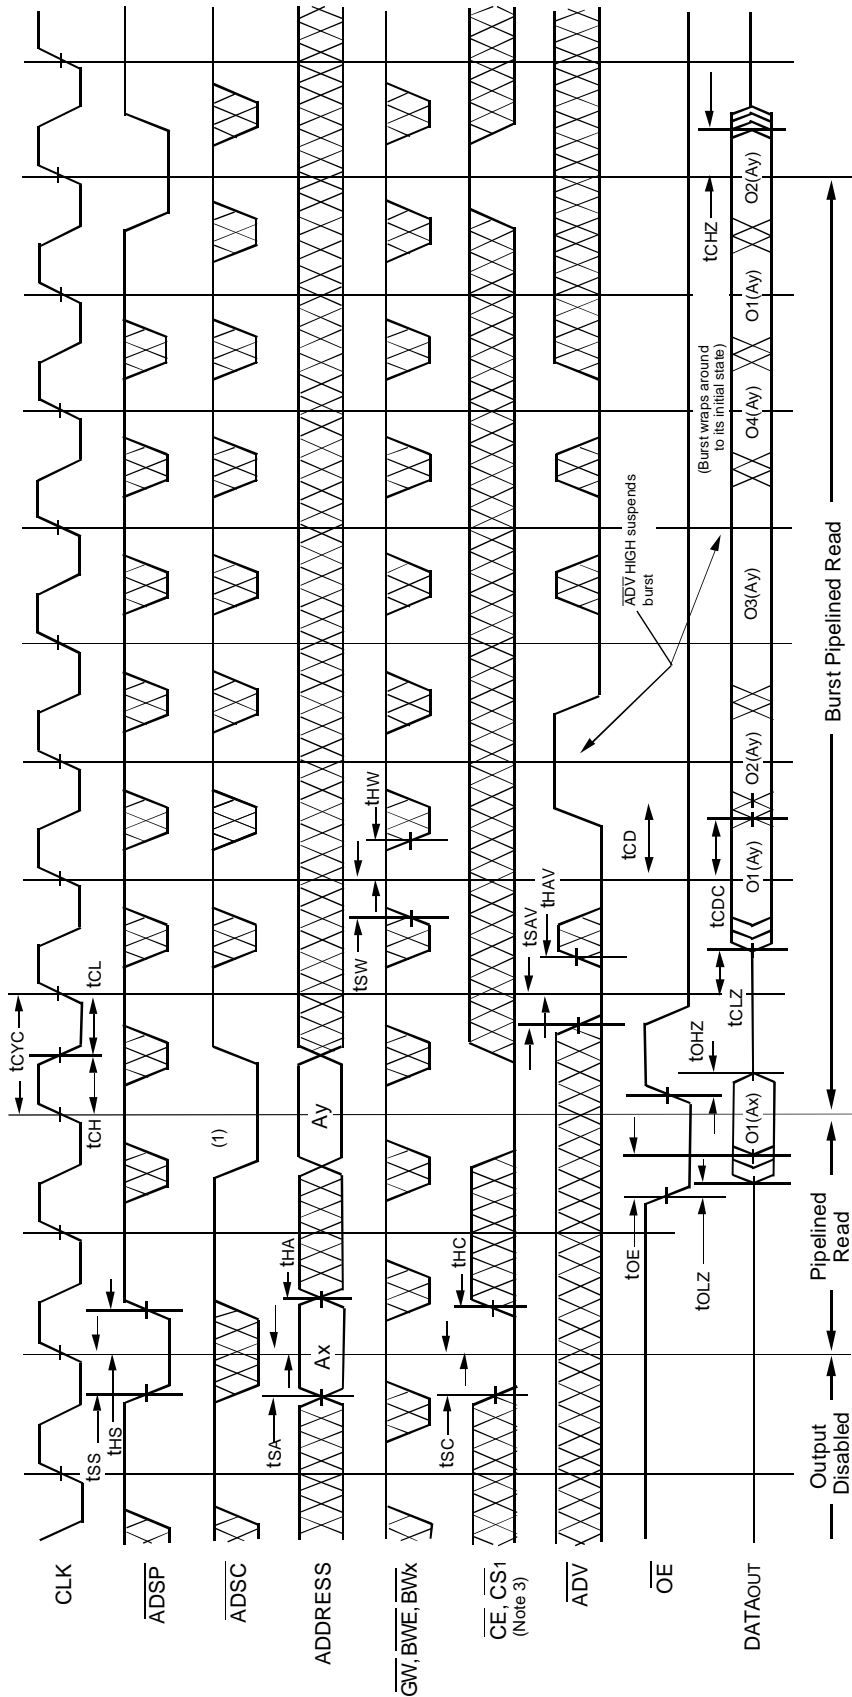 CLK
tCYC
tCH
tCL
tSS
tHS
ADSP
ADSC
(1)
tSA
tHA
ADDRESS
Ax
Ay
tSW
tHW
GW, BWE, BWx
tSC
tHC
CE, CS1
(Note 3)
tSAV
tHAV
ADV
ADV HIGH suspends
burst
OE
tOE
tOHZ
tCD
tOLZ
tCLZ
tCDC
(Burst wraps around
to its initial state)
tCHZ
DATAOUT
O1(Ax)
O1(Ay)
O2(Ay)
O3(Ay)
O4(Ay)
O1(Ay)
O2(Ay)
Output
Disabled
Pipelined
Read
Burst Pipelined Read